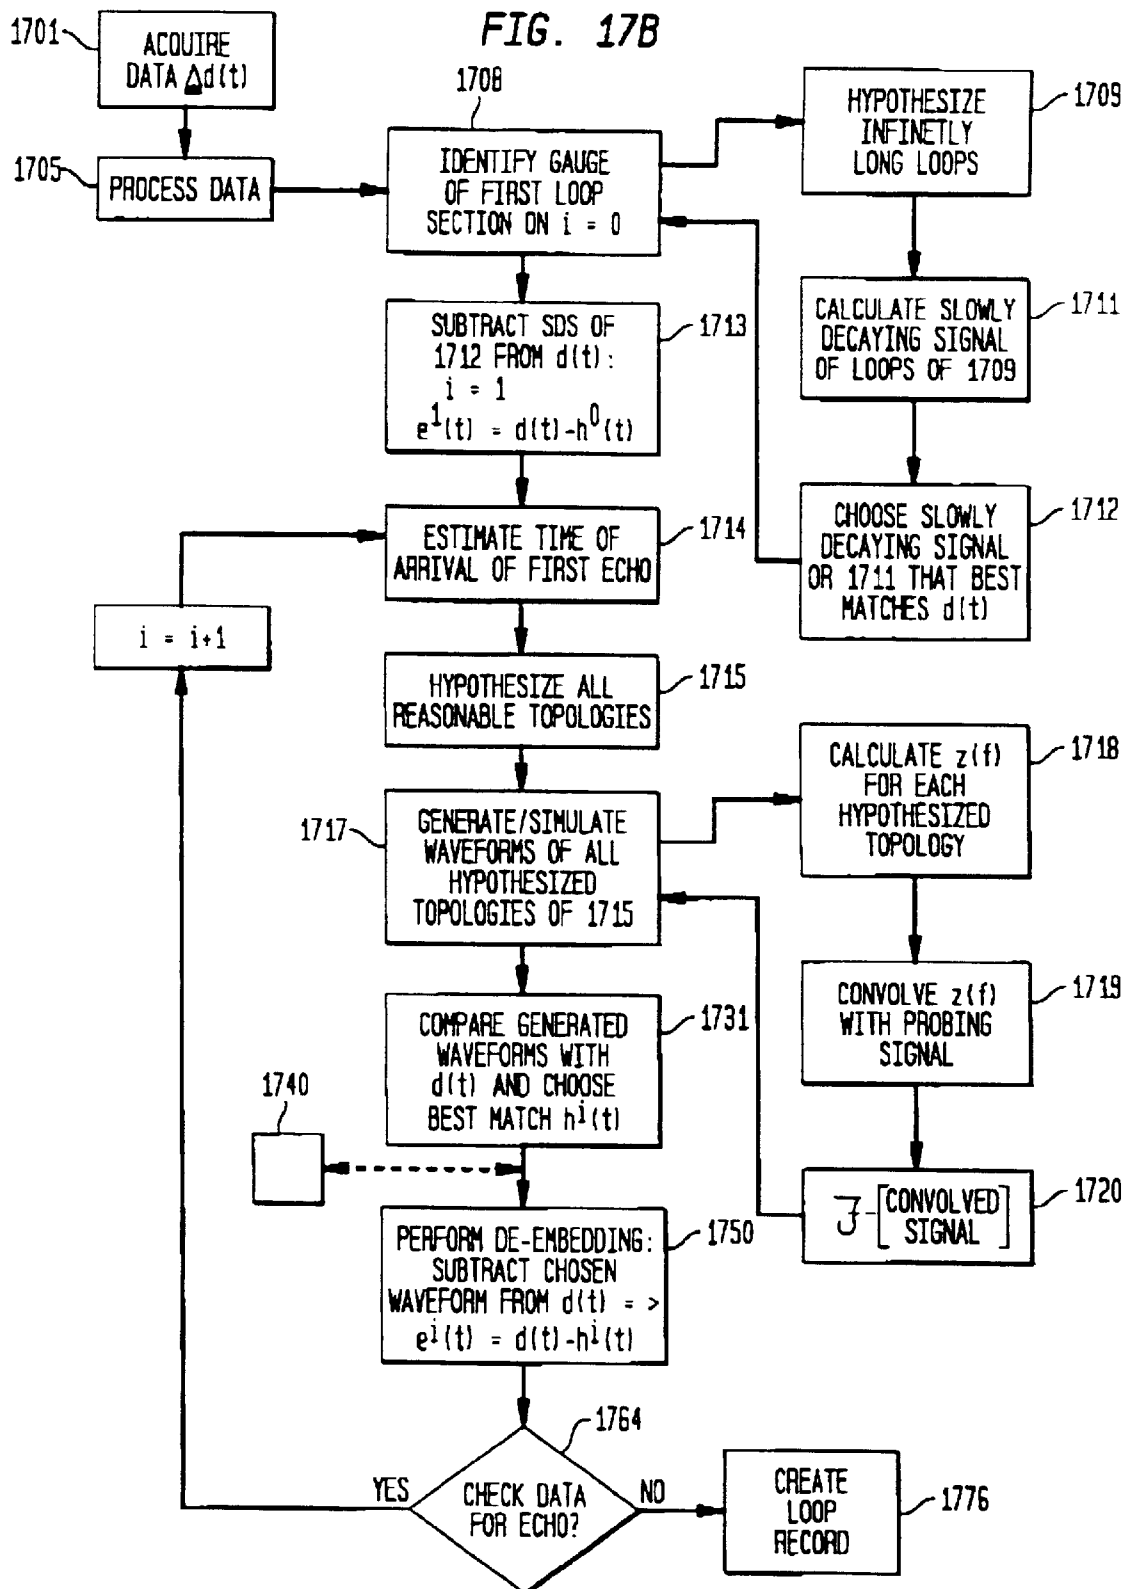 FIG. 17B
1701
ACQUIRE
DATA ≜d(t)
1705
PROCESS DATA
1708
IDENTIFY GAUGE
OF FIRST LOOP
SECTION ON i = 0
1709
HYPOTHESIZE
INFINETLY
LONG LOOPS
1711
CALCULATE SLOWLY
DECAYING SIGNAL
OF LOOPS OF 1709
1712
CHOOSE SLOWLY
DECAYING SIGNAL
OR 1711 THAT BEST
MATCHES d(t)
1713
SUBTRACT SDS OF
1712 FROM d(t):
i = 1
e¹(t) = d(t)-h⁰(t)
1714
ESTIMATE TIME OF
ARRIVAL OF FIRST ECHO
i = i+1
1715
HYPOTHESIZE ALL
REASONABLE TOPOLOGIES
1717
GENERATE/SIMULATE
WAVEFORMS OF ALL
HYPOTHESIZED
TOPOLOGIES OF 1715
1718
CALCULATE z(f)
FOR EACH
HYPOTHESIZED
TOPOLOGY
1719
CONVOLVE z(f)
WITH PROBING
SIGNAL
1720
[CONVOLVED
SIGNAL]
1731
COMPARE GENERATED
WAVEFORMS WITH
d(t) AND CHOOSE
BEST MATCH hⁱ(t)
1740
1750
PERFORM DE-EMBEDDING:
SUBTRACT CHOSEN
WAVEFORM FROM d(t) = >
eⁱ(t) = d(t)-hⁱ(t)
1764
CHECK DATA
FOR ECHO?
YES
NO
1776
CREATE
LOOP
RECORD